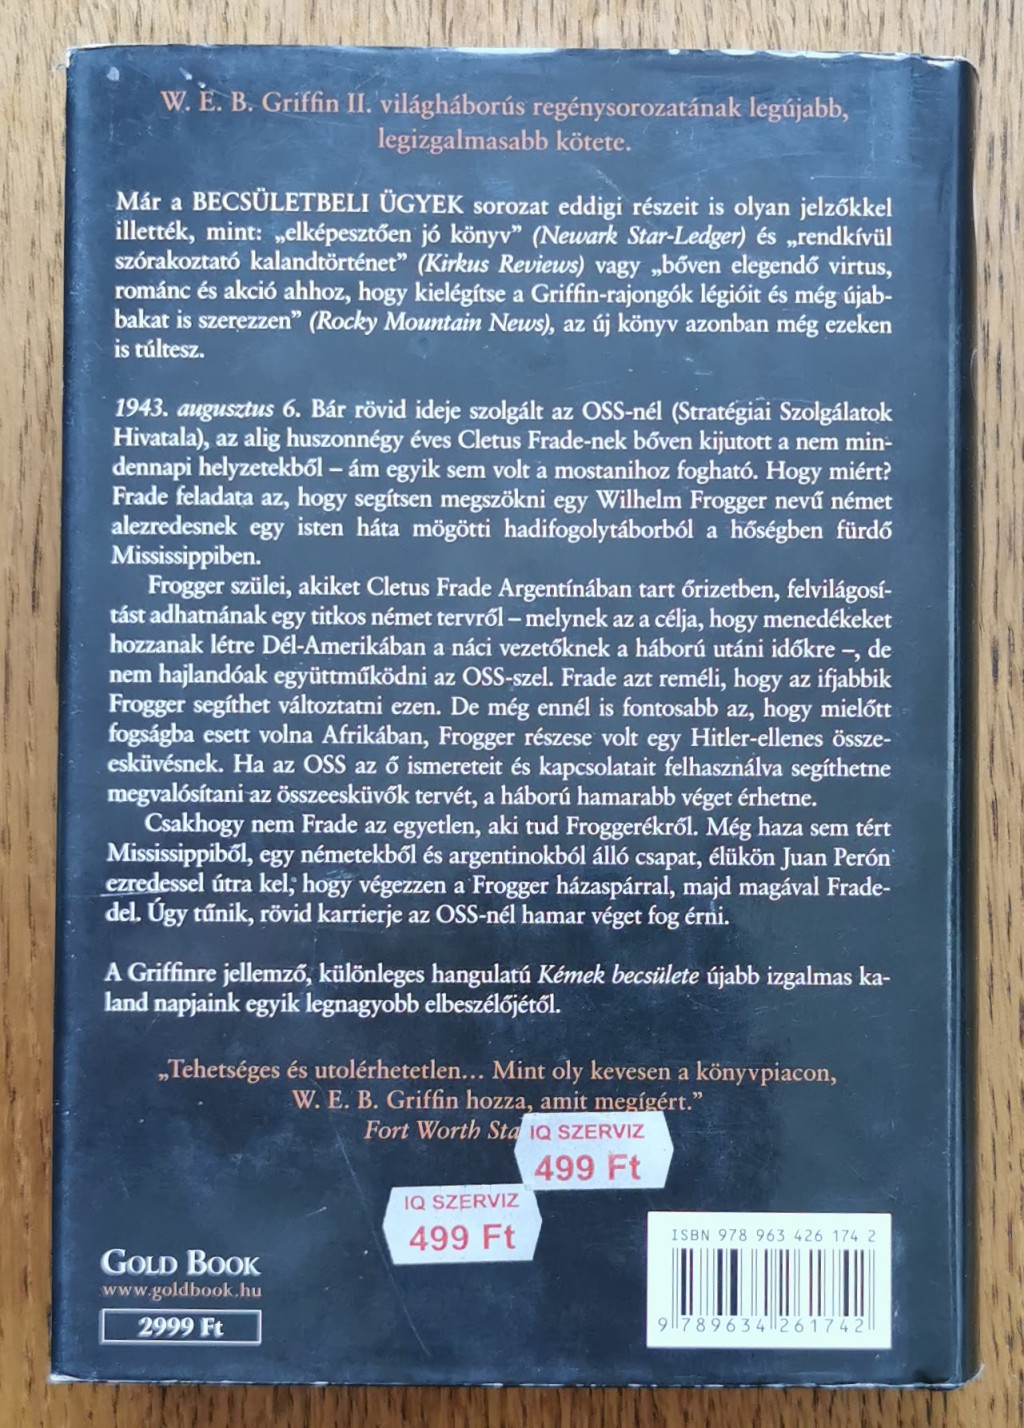 W. E. B. Griffin II. világháborús regénysorozatának legújabb,
legizgalmasabb kötete.
Már a BECSÜLETBELI ÜGYEK sorozat eddigi részeit is olyan jelzőkkel
illették, mint: „elképesztően jó könyv” (Newark Star-Ledger) és „rendkívül
szórakoztató kalandtörténet” (Kirkus Reviews) vagy „bőven elegendő virtus,
románc és akció ahhoz, hogy kielégítse a Griffin-rajongók légióit és még újab-
bakat is szerezzen” (Rocky Mountain News), az új könyv azonban még ezeken
is túltesz.
1943. augusztus 6. Bár rövid ideje szolgált az OSS-nél (Stratégiai Szolgálatok
Hivatala), az alig huszonnégy éves Cletus Frade-nek bőven kijutott a nem min-
dennapi helyzetekből – ám egyik sem volt a mostanihoz fogható. Hogy miért?
Frade feladata az, hogy segítsen megszökni egy Wilhelm Frogger nevű német
alezredesnek egy isten háta mögötti hadifogolytáborból a hőségben fürdő
Mississippiben.
Frogger szülei, akiket Cletus Frade Argentínában tart őrizetben, felvilágosí-
tást adhatnának egy titkos német tervről – melynek az a célja, hogy menedékeket
hozzanak létre Dél-Amerikában a náci vezetőknek a háború utáni időkre –, de
nem hajlandóak együttműködni az OSS-szel. Frade azt reméli, hogy az ifjabbik
Frogger segíthet változtatni ezen. De még ennél is fontosabb az, hogy mielőtt
fogságba esett volna Afrikában, Frogger részese volt egy Hitler-ellenes össze-
esküvésnek. Ha az OSS az ő ismereteit és kapcsolatait felhasználva segíthetne
megvalósítani az összeesküvők tervét, a háború hamarabb véget érhetne.
Csakhogy nem Frade az egyetlen, aki tud Froggerékről. Még haza sem tért
Mississippiből, egy németekből és argentinokból álló csapat, élükön Juan Perón
ezredessel útra kel, hogy végezzen a Frogger házaspárral, majd magával Frade-
del. Úgy tűnik, rövid karrierje az OSS-nél hamar véget fog érni.
A Griffinre jellemző, különleges hangulatú Kémek becsülete újabb izgalmas ka-
land napjaink egyik legnagyobb elbeszélőjétől.
„Tehetséges és utolérhetetlen... Mint oly kevesen a könyvpiacon,
W. E. B. Griffin hozza, amit megígért.”
Fort Worth Sta
IQ SZERVIZ
499 Ft
IQ SZERVIZ
499 Ft
ISBN 978 963 426 174 2
9 789634 261742
GOLD BOOK
www.goldbook.hu
2999 Ft